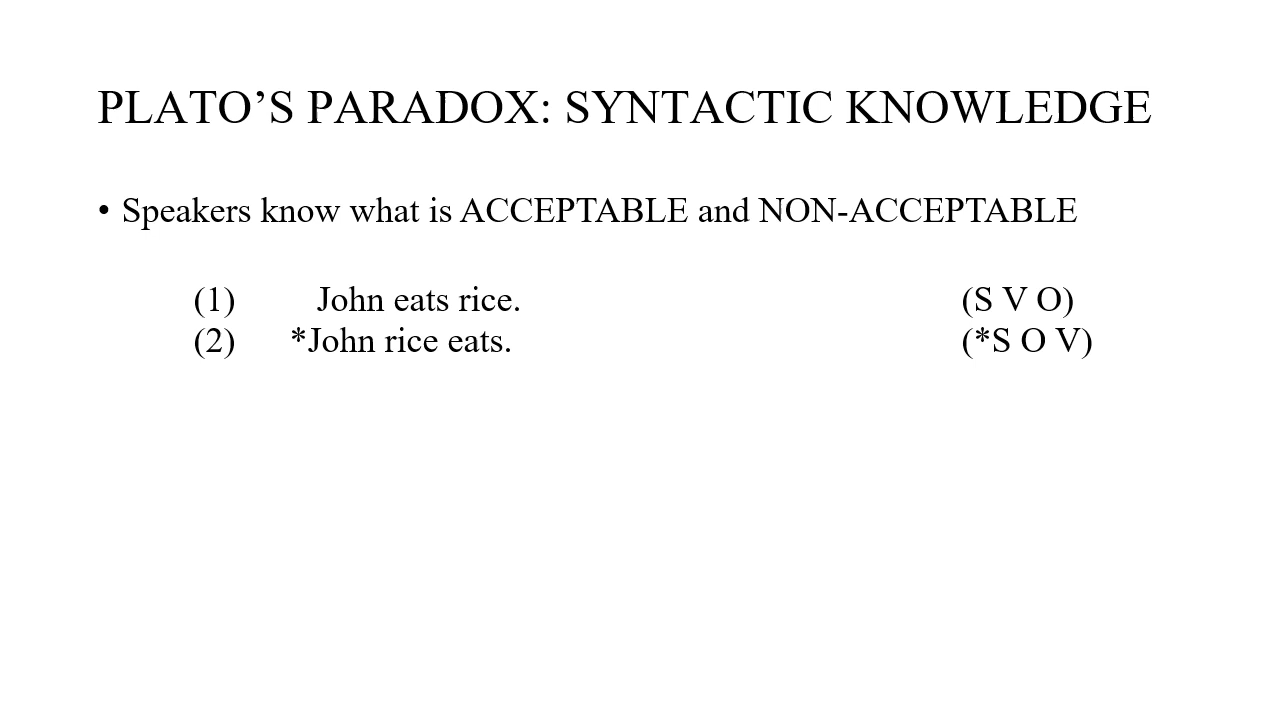 PLATO’S PARADOX: SYNTACTIC KNOWLEDGE
• Speakers know what is ACCEPTABLE and NON-ACCEPTABLE
(1) John eats rice. (S V O)
(2) *John rice eats. (*S O V)